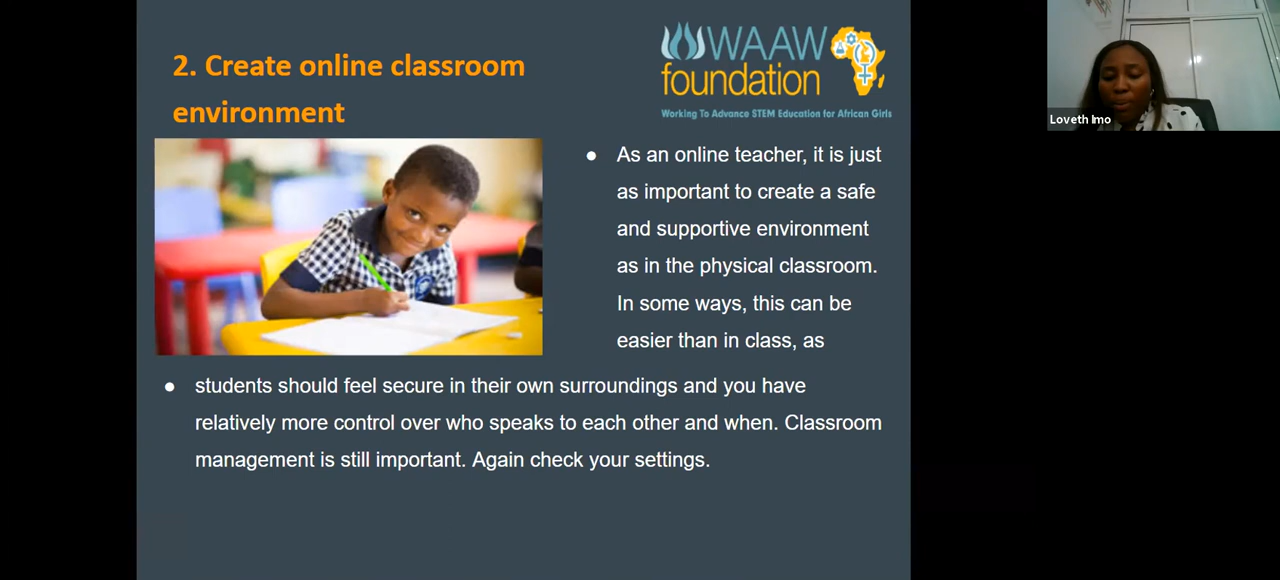 2. Create online classroom
environment
WAAW
foundation
Working To Advance STEM Education for African Girls
Loveth Imo
● As an online teacher, it is just
as important to create a safe
and supportive environment
as in the physical classroom.
In some ways, this can be
easier than in class, as
● students should feel secure in their own surroundings and you have
relatively more control over who speaks to each other and when. Classroom
management is still important. Again check your settings.